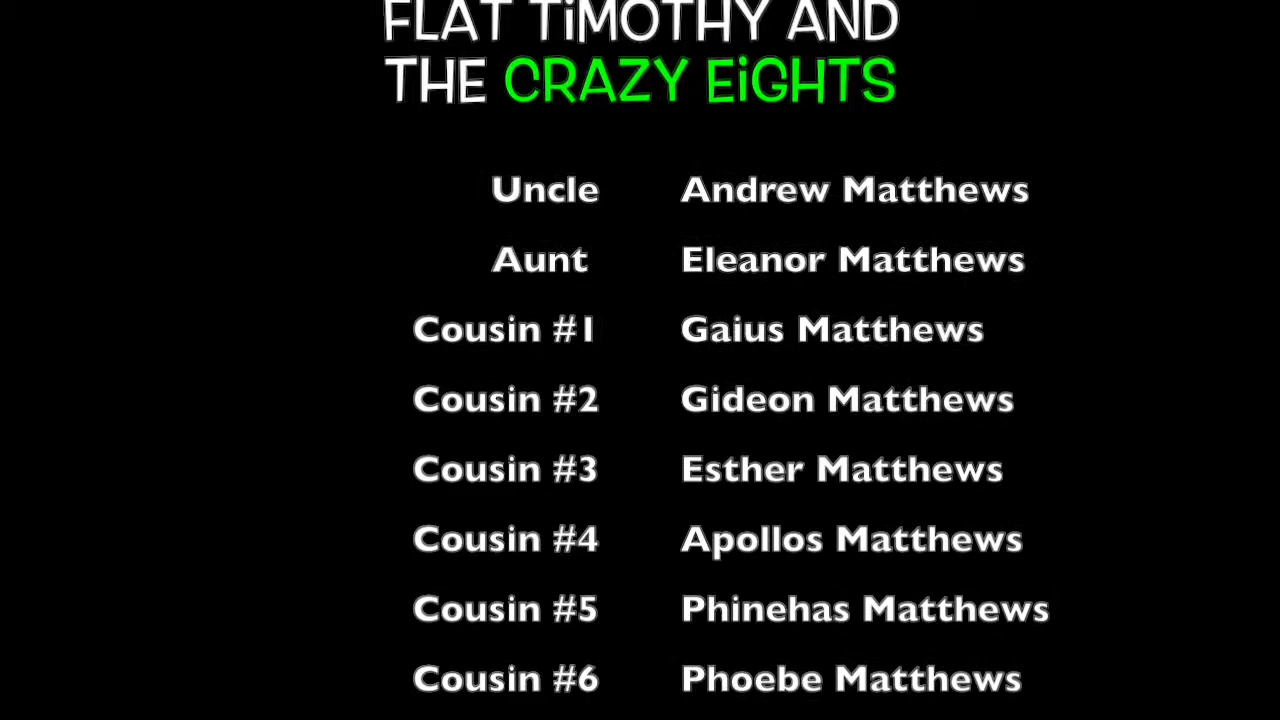 FLAT TiMOTHY AND
THE CRAZY EiGHTS
Uncle Andrew Matthews
Aunt Eleanor Matthews
Cousin #1 Gaius Matthews
Cousin #2 Gideon Matthews
Cousin #3 Esther Matthews
Cousin #4 Apollos Matthews
Cousin #5 Phinehas Matthews
Cousin #6 Phoebe Matthews